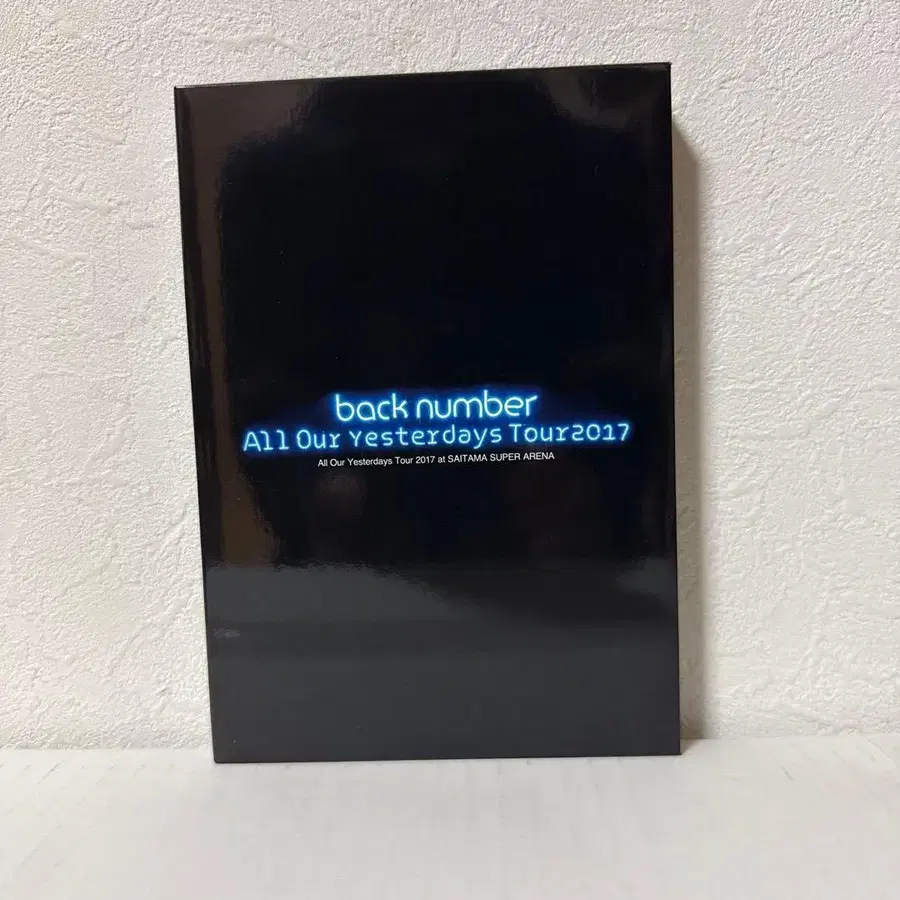 back number
All Our Yesterdays Tour2017
All Our Yesterdays Tour 2017 at SAITAMA SUPER ARENA